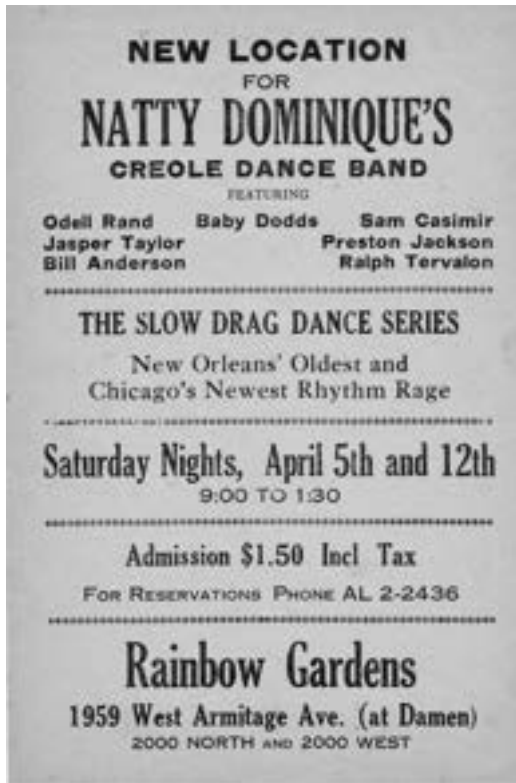 NEW LOCATION
FOR
NATTY DOMINIQUE'S
CREOLE DANCE BAND
FEATURING
Odell Rand Baby Dodds Sam Casimir
Jasper Taylor Preston Jackson
Bill Anderson Ralph Tervalon
THE SLOW DRAG DANCE SERIES
New Orleans' Oldest and
Chicago's Newest Rhythm Rage
Saturday Nights, April 5th and 12th
9:00 TO 1:30
Admission $1.50 Incl Tax
FOR RESERVATIONS PHONE AL 2-2436
Rainbow Gardens
1959 West Armitage Ave. (at Damen)
2000 NORTH AND 2000 WEST